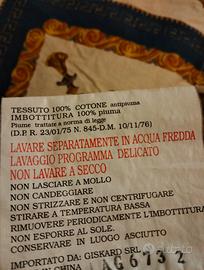 TESSUTO 100% COTONE antipiuma
IMBOTTITURA 100% piuma
Piume trattate a norma di legge
(D.P.R. 23/01/75 N. 845-D.M. 10/11/76)
LAVARE SEPARATAMENTE IN ACQUA FREDDA
LAVAGGIO PROGRAMMA DELICATO
NON LAVARE A SECCO
NON LASCIARE A MOLLO
NON CANDEGGIARE
NON STRIZZARE E NON CENTRIFUGARE
STIRARE A TEMPERATURA BASSA
RIMUOVERE PERIODICAMENTE L'IMBOTTITURA
NON ESPORRE AL SOLE.
CONSERVARE IN LUOGO ASCIUTTO
IMPORTATO DA: GISKARD SRL
IN CHINA
AG6732
subito